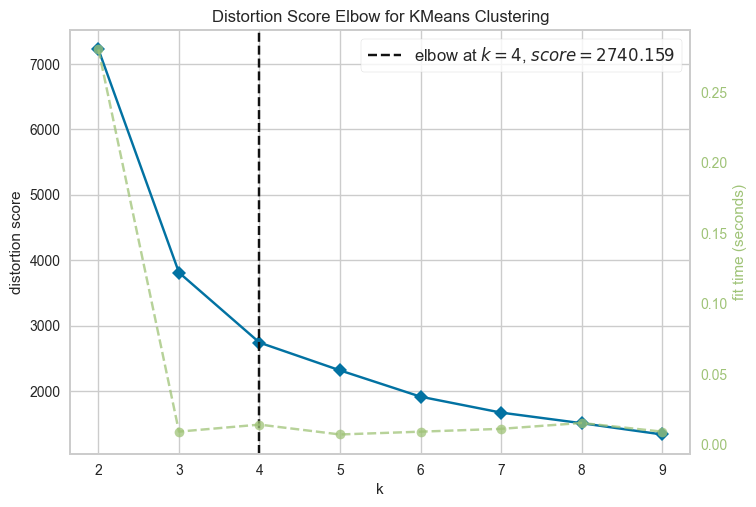 Distortion Score Elbow for KMeans Clustering
elbow at k = 4, score = 2740.159
distortion score
7000
6000
5000
4000
3000
2000
fit time (seconds)
0.25
0.20
0.15
0.10
0.05
0.00
2 3 4 5 6 7 8 9
k